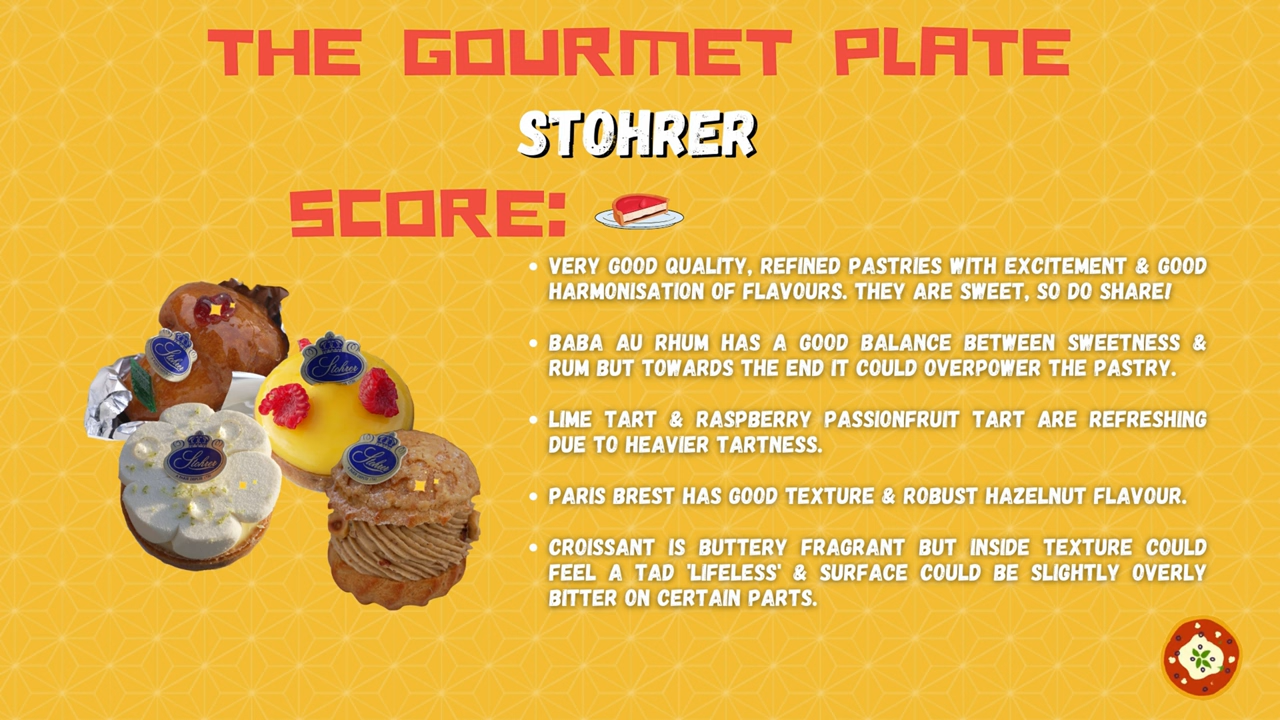 THE GOURMET PLATE
STOHRER
SCORE:
• VERY GOOD QUALITY, REFINED PASTRIES WITH EXCITEMENT & GOOD
HARMONISATION OF FLAVOURS. THEY ARE SWEET, SO DO SHARE!
• BABA AU RHUM HAS A GOOD BALANCE BETWEEN SWEETNESS &
RUM BUT TOWARDS THE END IT COULD OVERPOWER THE PASTRY.
• LIME TART & RASPBERRY PASSIONFRUIT TART ARE REFRESHING
DUE TO HEAVIER TARTNESS.
• PARIS BREST HAS GOOD TEXTURE & ROBUST HAZELNUT FLAVOUR.
• CROISSANT IS BUTTERY FRAGRANT BUT INSIDE TEXTURE COULD
FEEL A TAD 'LIFELESS' & SURFACE COULD BE SLIGHTLY OVERLY
BITTER ON CERTAIN PARTS.
Stohrer
Stohrer
Stohrer
Stohrer